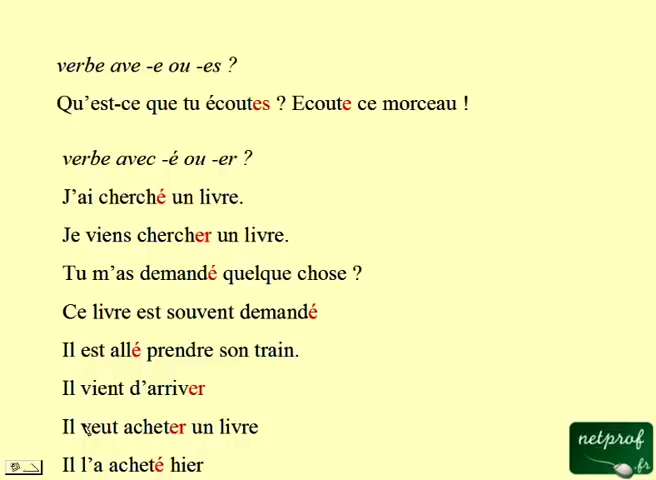 verbe ave -e ou -es ?
Qu'est-ce que tu écoutes ? Ecoute ce morceau !
verbe avec -é ou -er ?
J'ai cherché un livre.
Je viens chercher un livre.
Tu m'as demandé quelque chose ?
Ce livre est souvent demandé
Il est allé prendre son train.
Il vient d'arriver
Il veut acheter un livre
Il l'a acheté hier
netprof
.fr